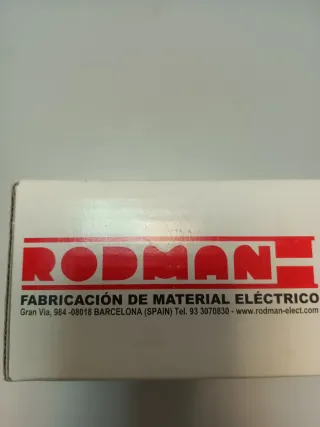 RODMAN
FABRICACIÓN DE MATERIAL ELÉCTRICO
Gran Via, 984 -08018 BARCELONA (SPAIN) Tel. 93 3070830 - www.rodman-elect.com